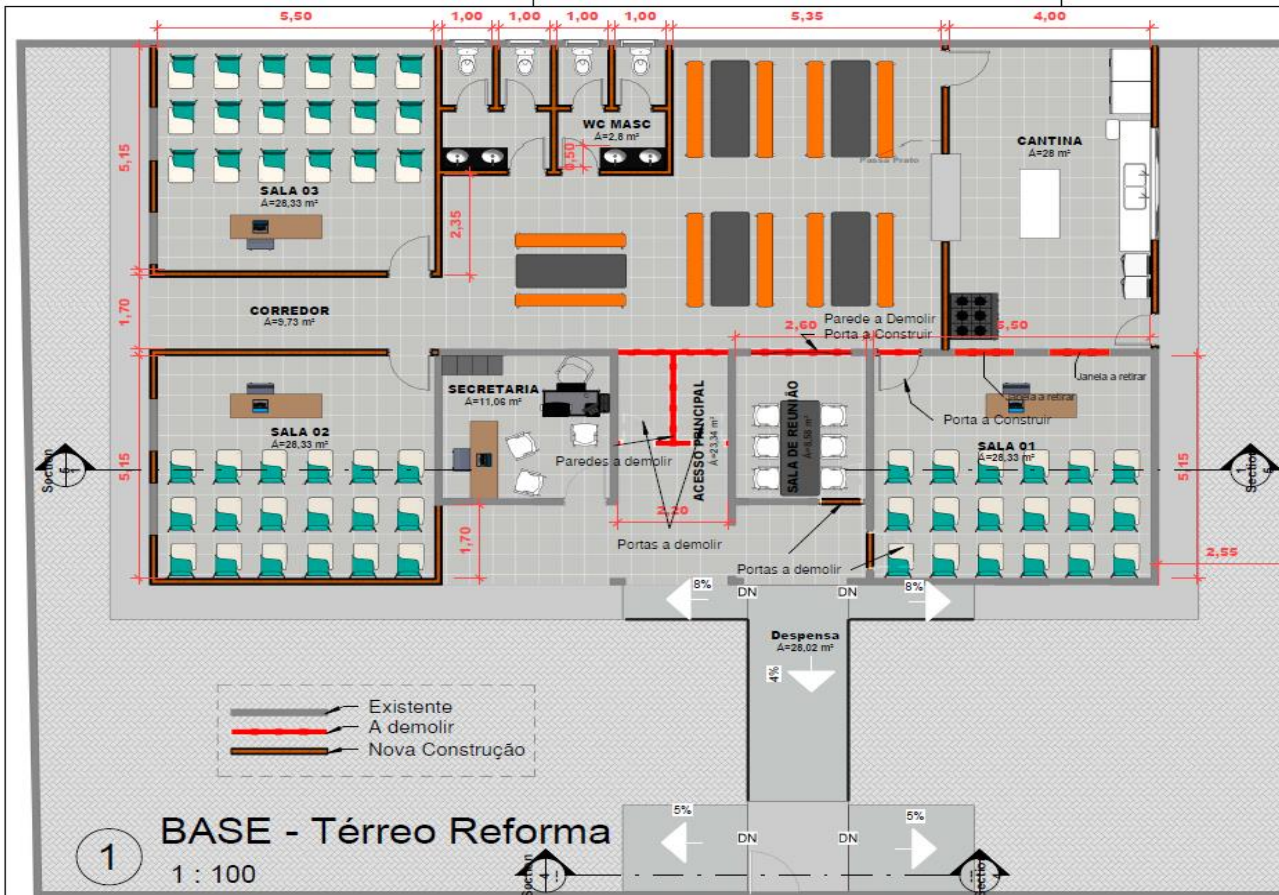 5,50
1,00
1,00
1,00
1,00
5,35
4,00
WC MASC
A=2,8 m²
0,50
CANTINA
A=28 m²
Passa Prato
5,15
SALA 03
A=28,33 m²
2,35
1,70
CORREDOR
A=9,73 m²
Parede a Demolir
2,60
Porta a Construir
5,50
Janela a retirar
Janela a retirar
SECRETARIA
A=11,06 m²
ACESSO PRINCIPAL
A=23,34 m²
SALA DE REUNIÃO
Porta a Construir
SALA 02
A=28,33 m²
SALA 01
A=28,33 m²
Paredes a demolir
5,15
5,15
Section
Section
2,20
1,70
Portas a demolir
Portas a demolir
2,55
8%
DN
DN
8%
Despensa
A=28,02 m²
4%
Existente
A demolir
Nova Construção
5%
5%
DN
DN
1
BASE - Térreo Reforma
1 : 100
Section
Section